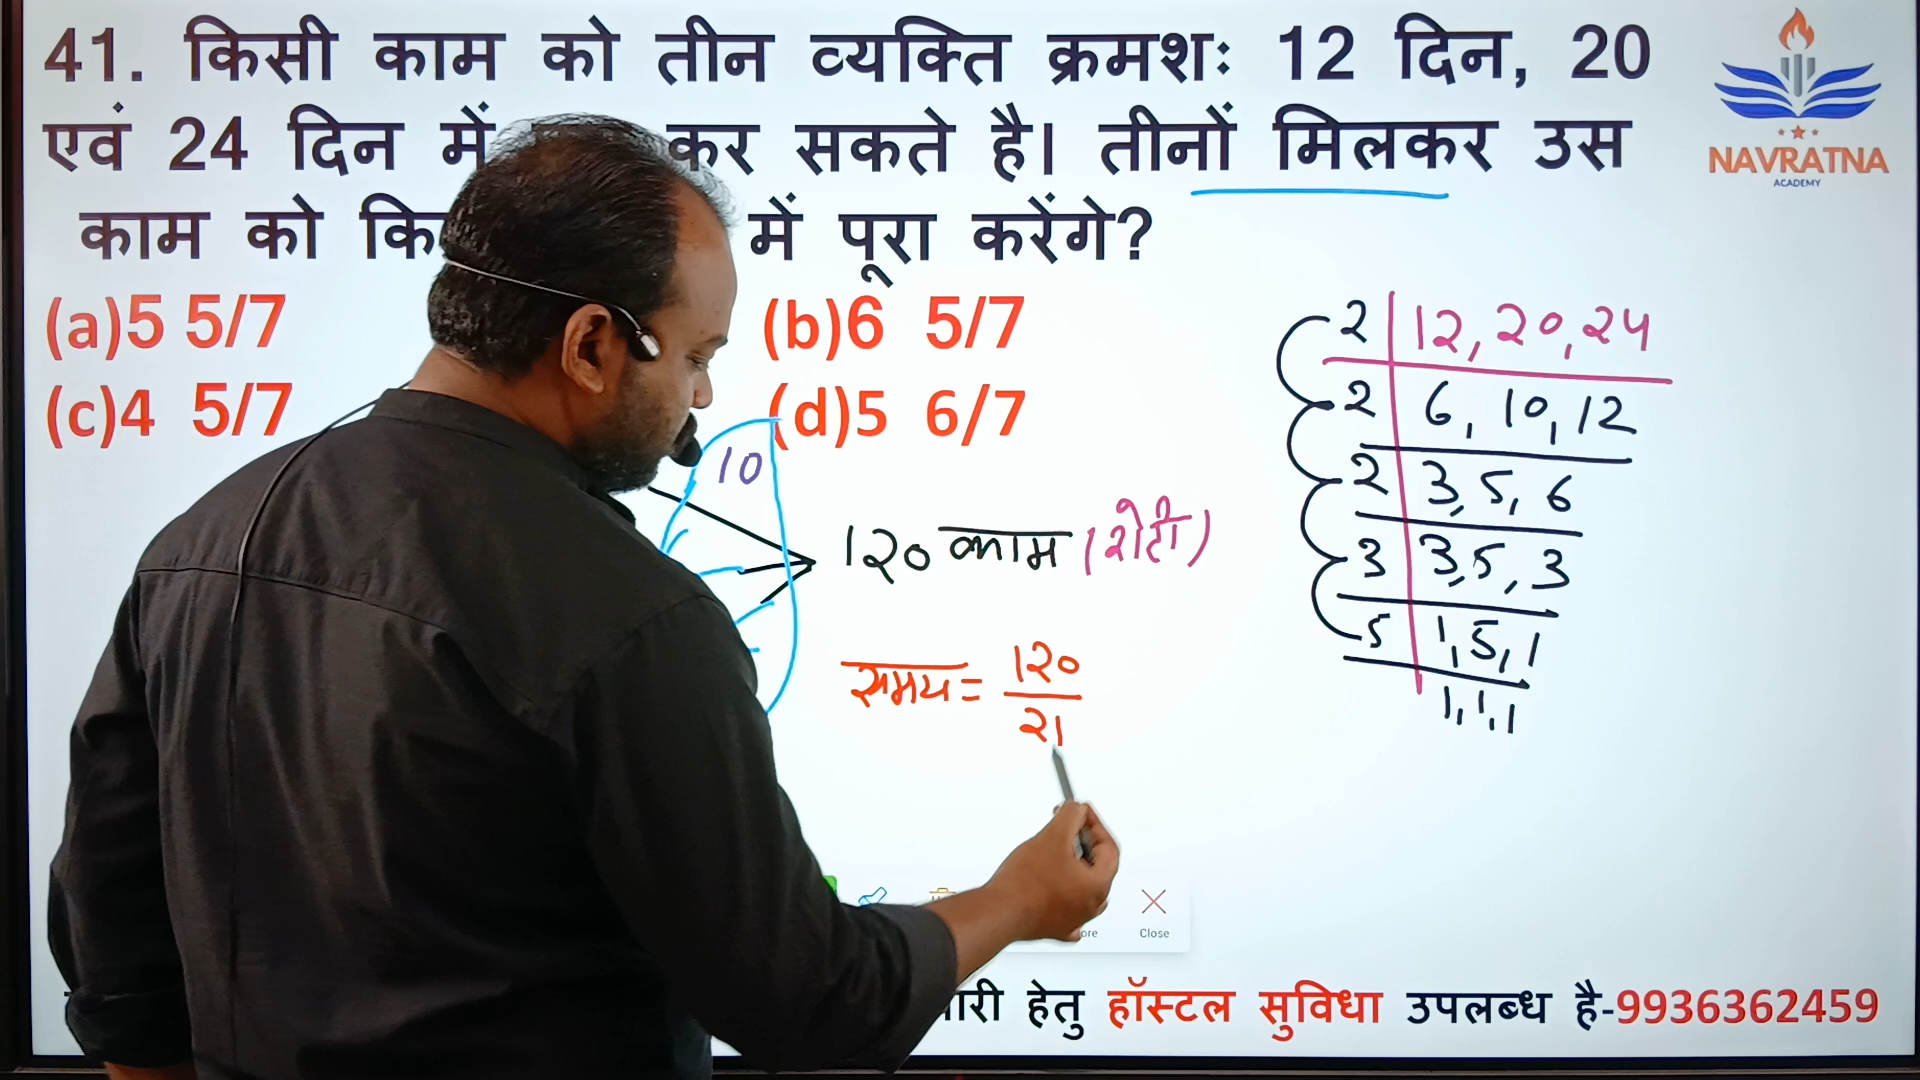 41. किसी काम को तीन व्यक्ति क्रमशः 12 दिन, 20
एवं 24 दिन में कर सकते है। तीनों मिलकर उस
काम को में पूरा करेंगे?
(a)5 5/7
(b)6 5/7
(c)4 5/7
(d)5 6/7
NAVRATNA
ACADEMY
10
120 काम (रोटी)
समय = 120/21
2 | 12, 20, 24
2 | 6, 10, 12
2 | 3, 5, 6
3 | 3, 5, 3
5 | 1, 5, 1
1, 1, 1
Close
हेतु हॉस्टल सुविधा उपलब्ध है-9936362459